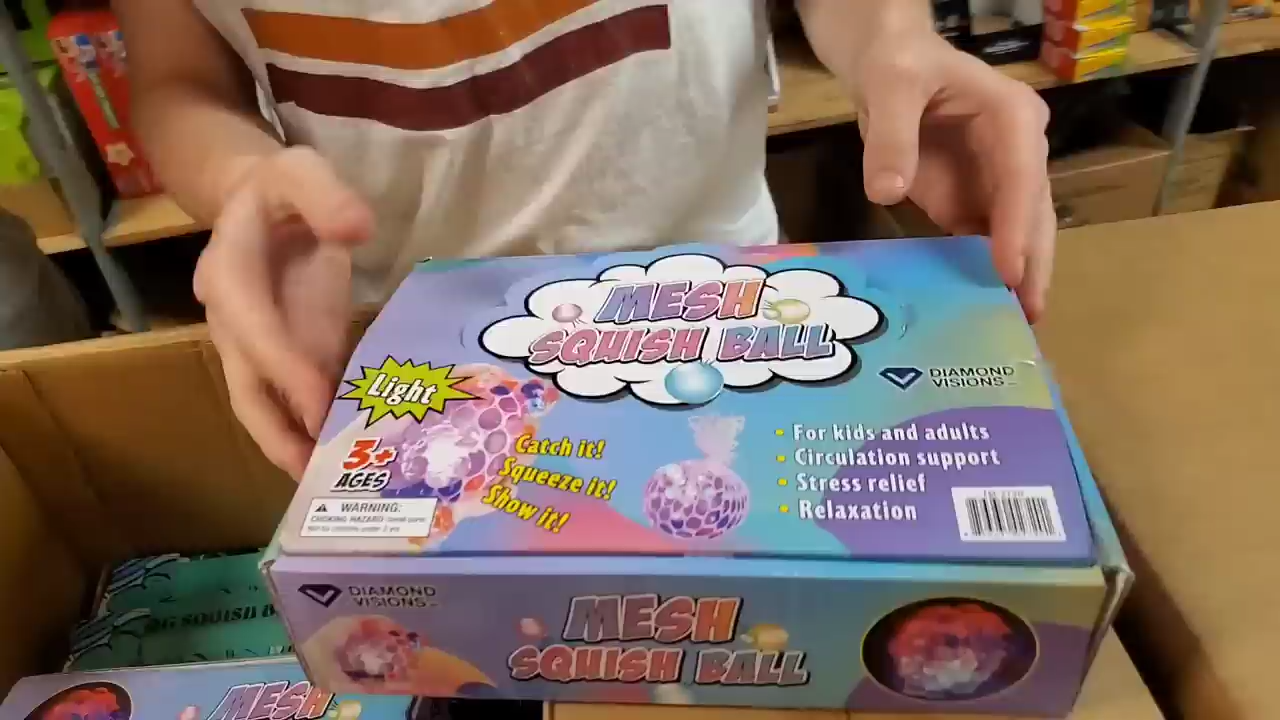 MESH
SQUISH BALL
Light
DIAMOND
VISIONS
3+
AGES
Catch it!
Squeeze it!
Show it!
• For kids and adults
• Circulation support
• Stress relief
• Relaxation
WARNING:
CHOKING HAZARD
DIAMOND
VISIONS
MESH
SQUISH BALL
SQUISH
MESH